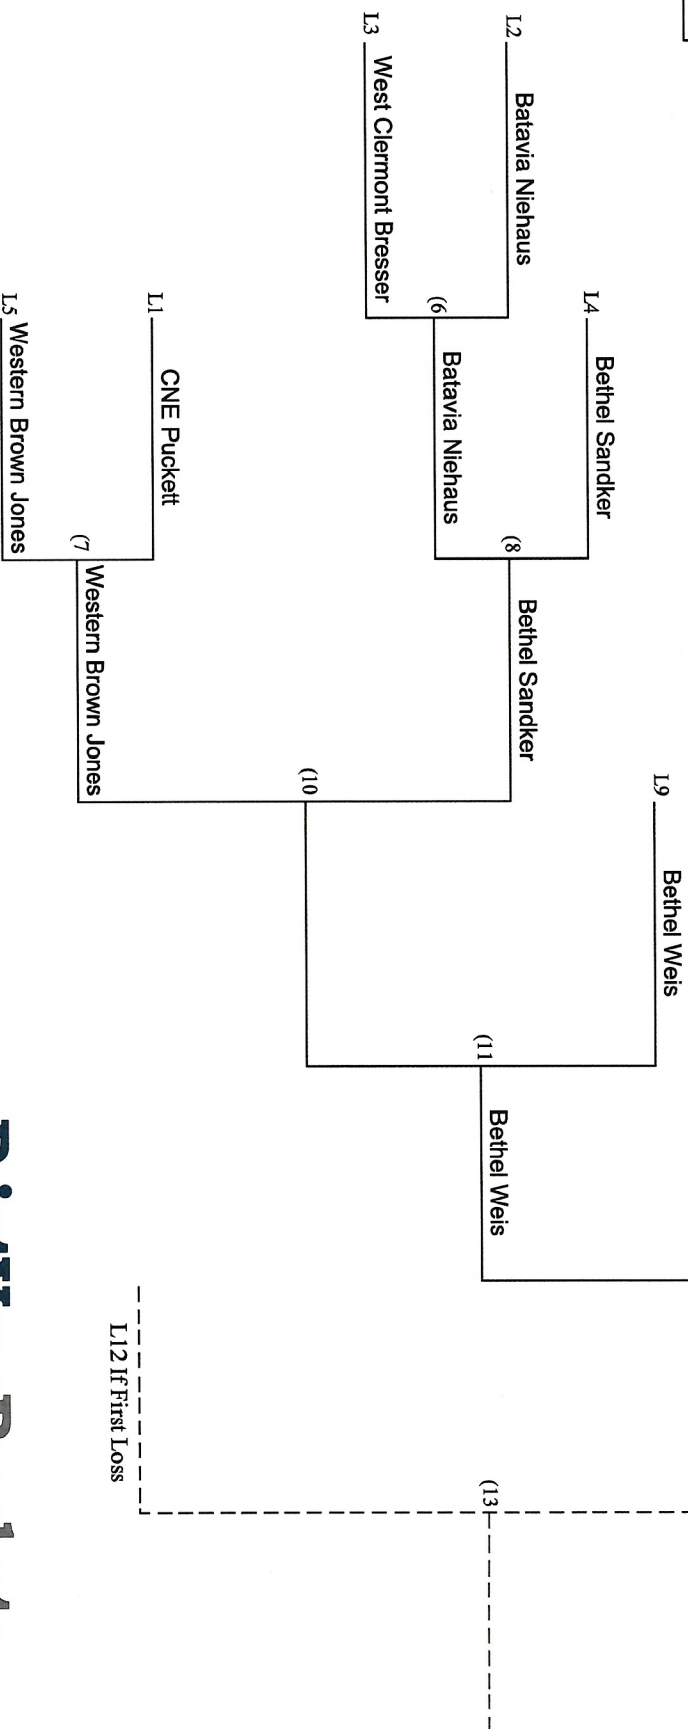 L9 Bethel Weis
L4 Bethel Sandker
L2 Batavia Niehaus
(8 Bethel Sandker
(11 Bethel Weis
(13
(6 Batavia Niehaus
L3 West Clermont Bresser
(10
L1 CNE Puckett
L12 If First Loss
(7 Western Brown Jones
L5 Western Brown Jones